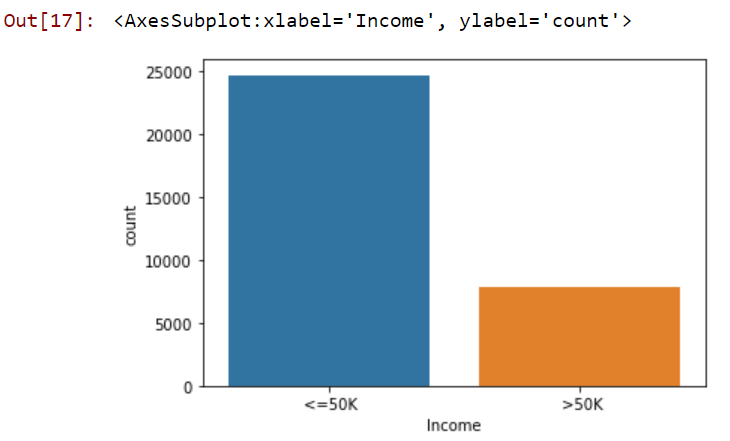 Out[17]: <AxesSubplot:xlabel='Income', ylabel='count'>
25000
20000
15000
10000
5000
0
count
<=50K >50K
Income